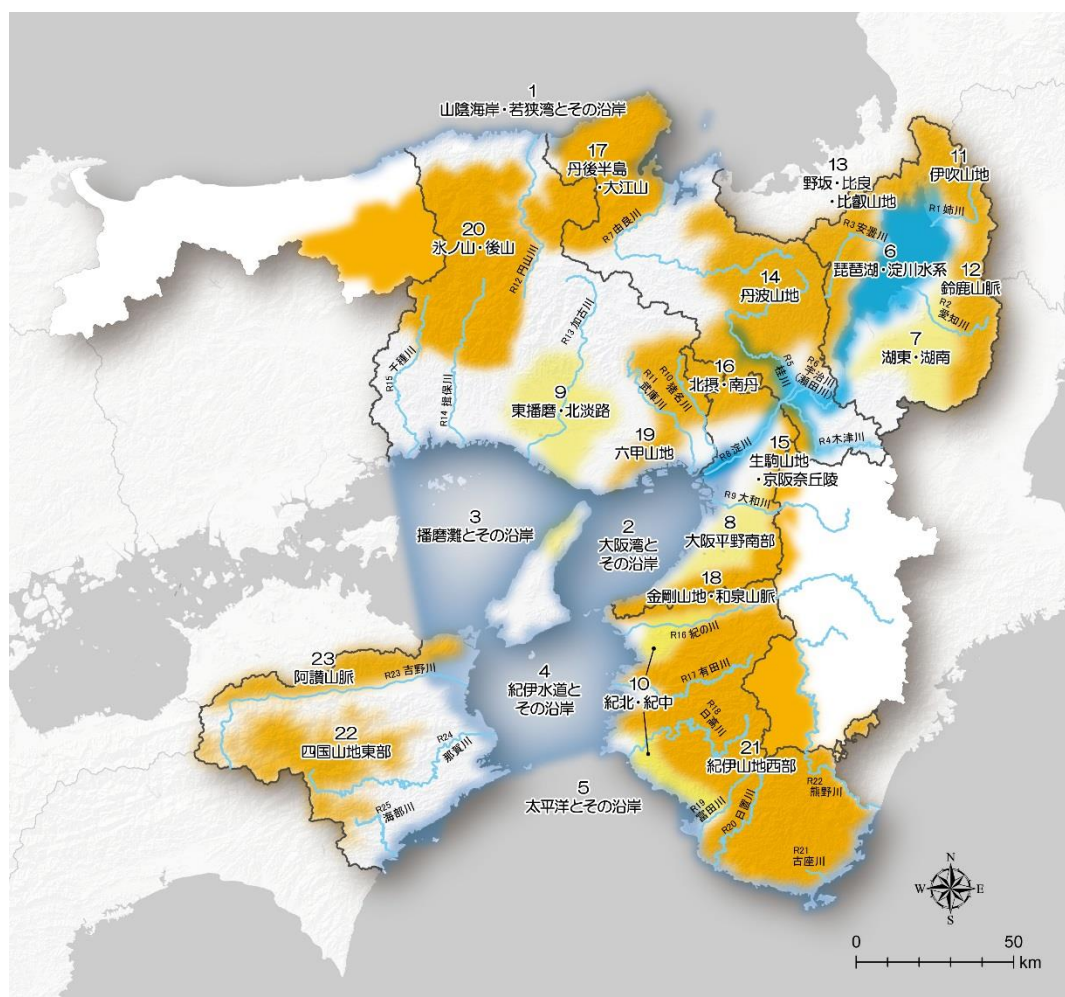 1
山陰海岸・若狭湾とその沿岸
17
丹後半島
・大江山
13
野坂・比良
・比叡山地
11
伊吹山地
R1 姉川
R3 安曇川
R7 由良川
20
氷ノ山・後山
R12 円山川
6
琵琶湖・淀川水系
14
丹波山地
12
鈴鹿山脈
R2
愛知川
R13 加古川
7
湖東・湖南
R15 千種川
R14 揖保川
9
東播磨・北淡路
R11
武庫川
R10 猪名川
16
北摂・南丹
R5
桂川
R6
宇治川
(瀬田川)
19
六甲山地
R8 淀川
R4 木津川
15
生駒山地
・京阪奈丘陵
R9 大和川
3
播磨灘とその沿岸
2
大阪湾と
その沿岸
8
大阪平野南部
18
金剛山地・和泉山脈
R16 紀の川
23
阿讃山脈
R23 吉野川
4
紀伊水道と
その沿岸
10
紀北・紀中
R17 有田川
R18
日高川
22
四国山地東部
R24
那賀川
21
紀伊山地西部
R25
海部川
5
太平洋とその沿岸
R19
富田川
R20 日置川
R22
熊野川
R21
古座川
N
W
E
S
0
50
km